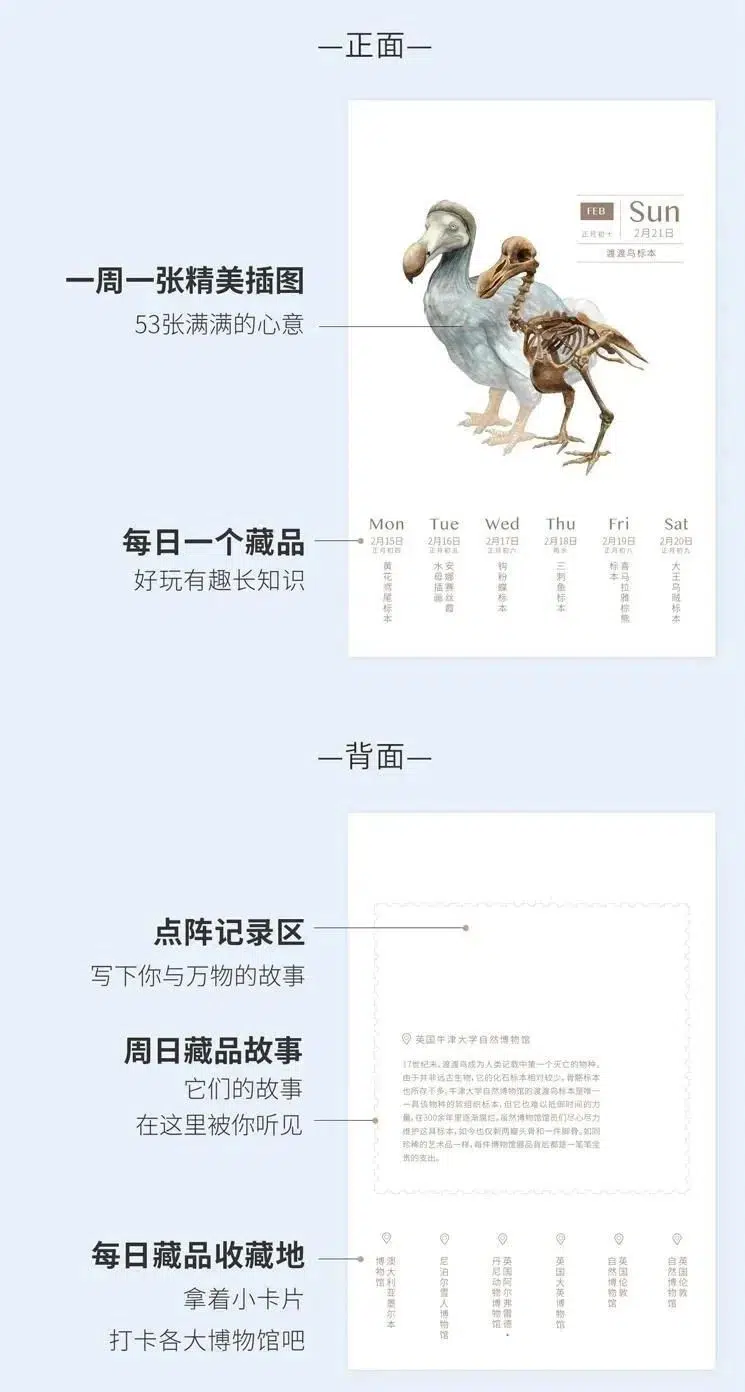 —正面—
FEB
Sun
正月初十
2月21日
渡渡鸟标本
一周一张精美插图
53张满满的心意
每日一个藏品
好玩有趣长知识
Mon Tue Wed Thu Fri Sat
2月15日 2月16日 2月17日 2月18日 2月19日 2月20日
正月初四 正月初五 正月初六 雨水 正月初八 正月初九
黄花鸢尾标本
安娜赛丝霞
水母插画
钩粉蝶标本
三刺鱼标本
喜马拉雅棕熊
标本
大王乌贼标本
—背面—
点阵记录区
写下你与万物的故事
周日藏品故事
它们的故事
在这里被你听见
英国牛津大学自然博物馆
17世纪末，渡渡鸟成为人类记载中第一个灭亡的物种。
由于并非远古生物，它的化石标本相对较少，骨骼标本
也所存不多。牛津大学自然博物馆的渡渡鸟标本是唯一
一具该物种的软组织标本，但它也难以抵御时间的力
量，在300余年里逐渐腐烂，虽然博物馆馆员们尽心尽力
维护这具标本，如今也仅剩两瓣头骨和一件脚骨。如同
珍稀的艺术品一样，每件博物馆展品背后都是一笔笔宝
贵的支出。
每日藏品收藏地
拿着小卡片
打卡各大博物馆吧
澳大利亚墨尔本
博物馆
尼泊尔雪人博物馆
英国阿尔弗雷德·
丹尼动物博物馆
英国大英博物馆
英国伦敦
自然博物馆
英国伦敦
自然博物馆